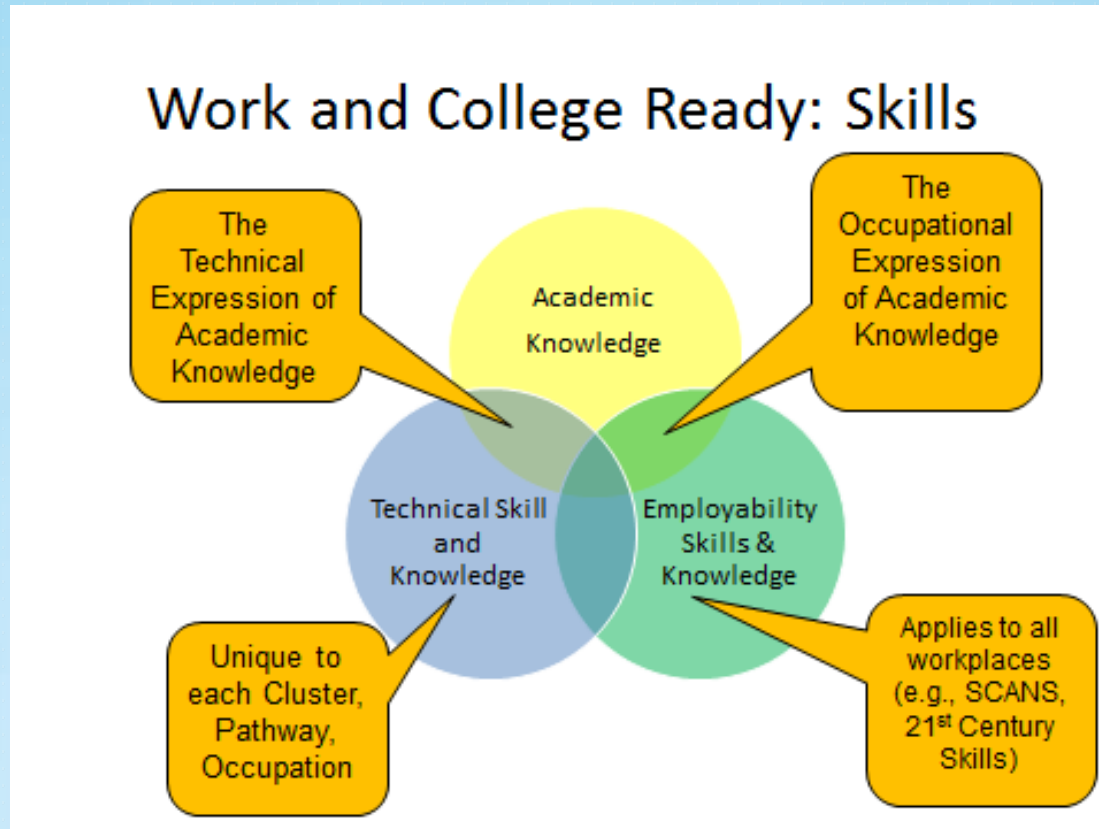 Work and College Ready: Skills
The
Technical
Expression of
Academic
Knowledge
The
Occupational
Expression
of Academic
Knowledge
Academic
Knowledge
Technical Skill
and
Knowledge
Employability
Skills &
Knowledge
Unique to
each Cluster,
Pathway,
Occupation
Applies to all
workplaces
(e.g., SCANS,
21st Century
Skills)